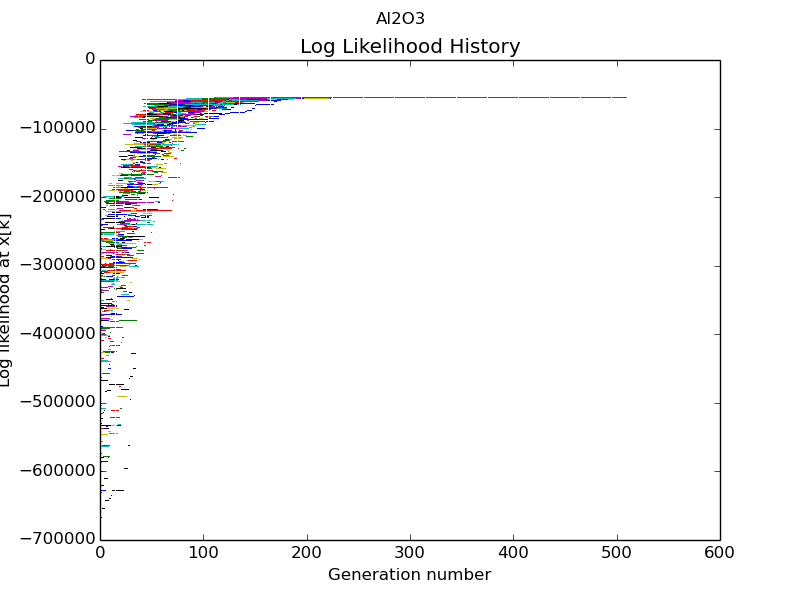 Al2O3
Log Likelihood History
0
−100000
−200000
−300000
−400000
−500000
−600000
−700000
Log likelihood at x[k]
0 100 200 300 400 500 600
Generation number